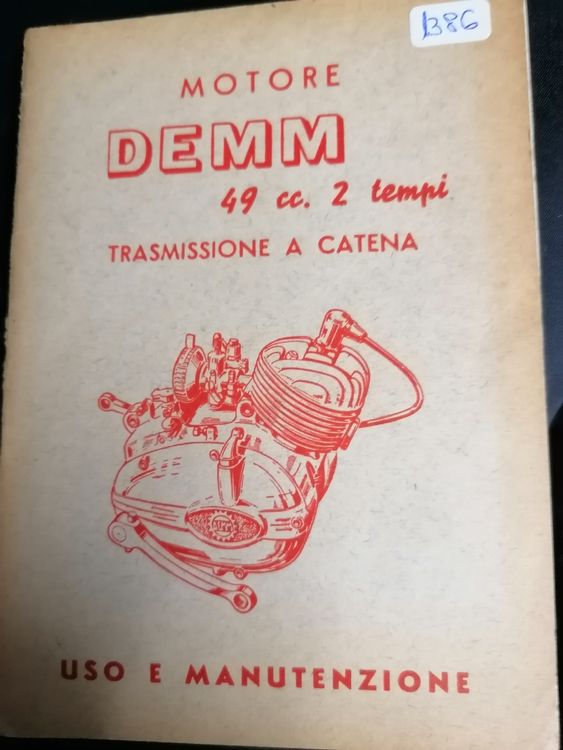 B86
MOTORE
DEMM
49 cc. 2 tempi
TRASMISSIONE A CATENA
USO E MANUTENZIONE